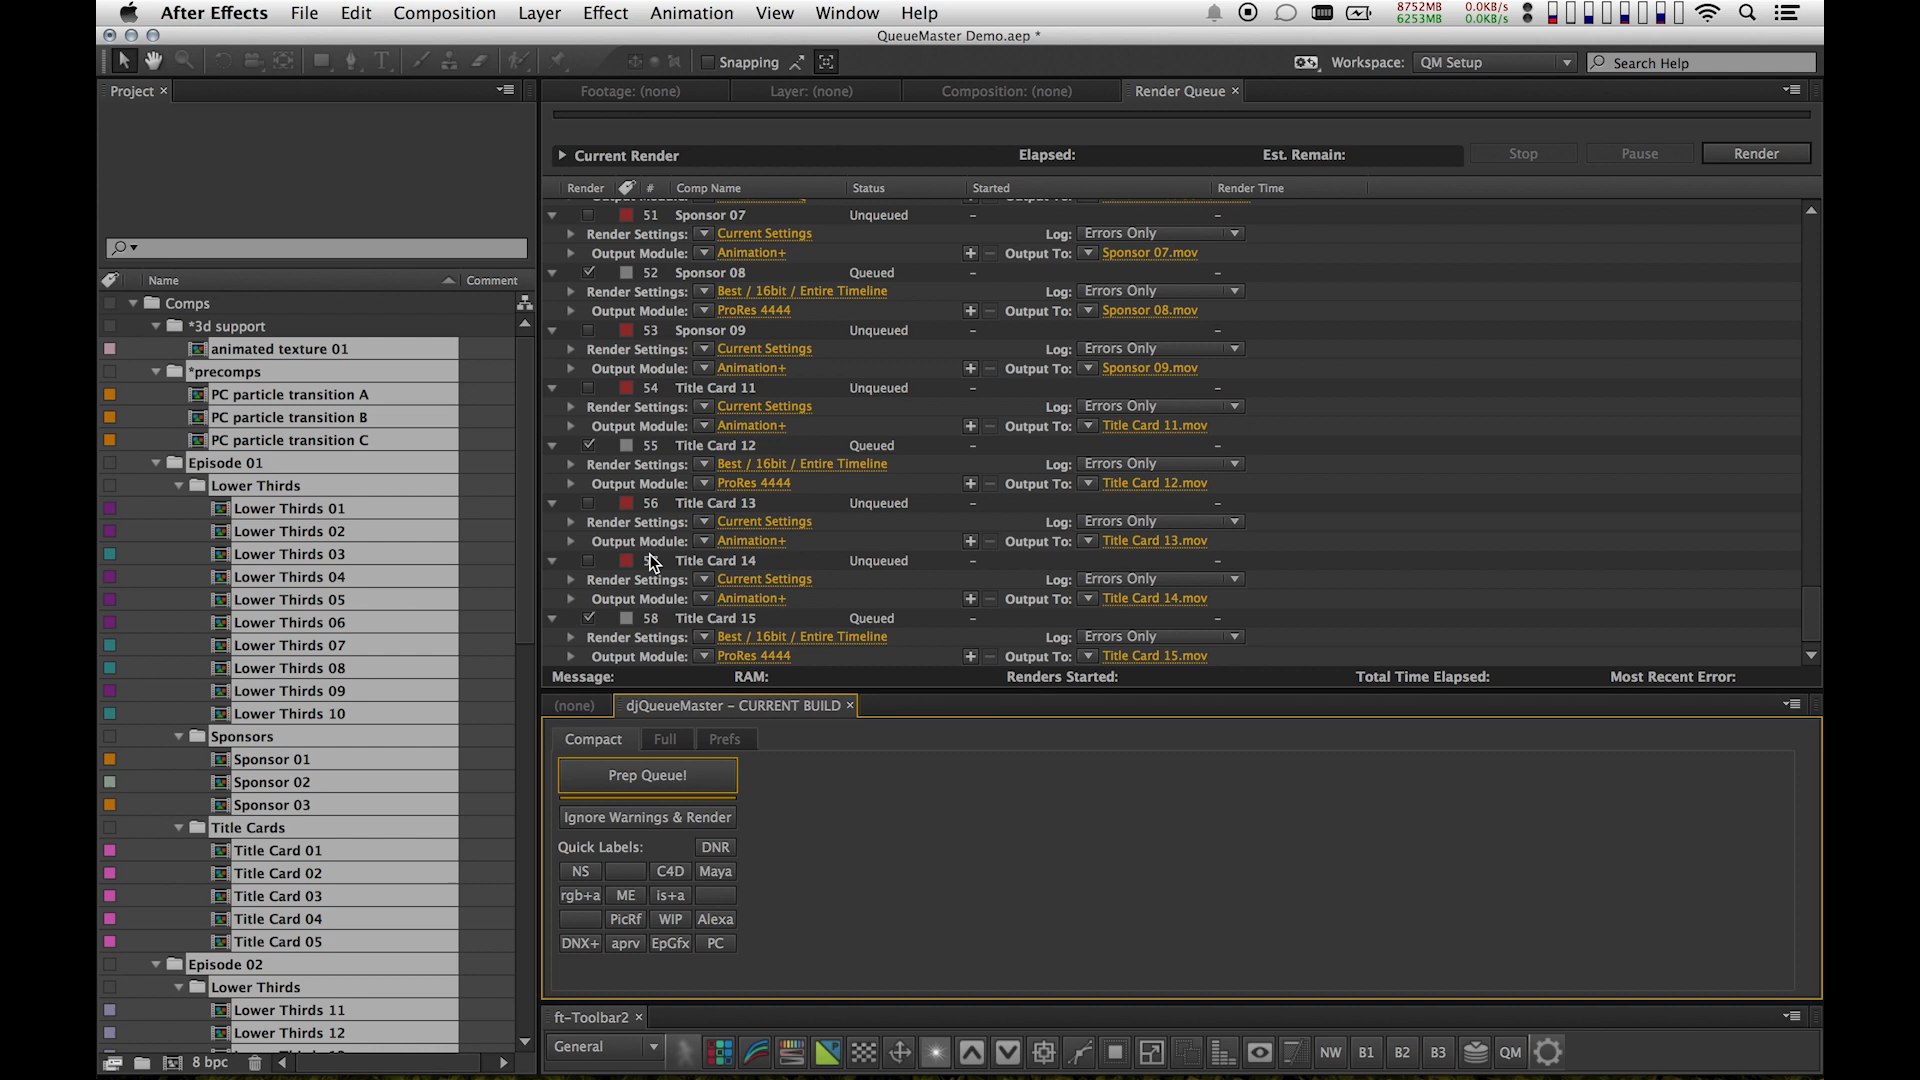 After Effects File Edit Composition Layer Effect Animation View Window Help 8752MB 6253MB 0.0KB/s 0.0KB/s
QueueMaster Demo.aep *
Snapping Workspace: QM Setup Search Help
Project × Footage: (none) Layer: (none) Composition: (none) Render Queue ×
Current Render Elapsed: Est. Remain: Stop Pause Render
Render # Comp Name Status Started Render Time
51 Sponsor 07 Unqueued – –
Render Settings: Current Settings Log: Errors Only
Output Module: Animation+ Output To: Sponsor 07.mov
52 Sponsor 08 Queued – –
Render Settings: Best / 16bit / Entire Timeline Log: Errors Only
Output Module: ProRes 4444 Output To: Sponsor 08.mov
53 Sponsor 09 Unqueued – –
Render Settings: Current Settings Log: Errors Only
Output Module: Animation+ Output To: Sponsor 09.mov
54 Title Card 11 Unqueued – –
Render Settings: Current Settings Log: Errors Only
Output Module: Animation+ Output To: Title Card 11.mov
55 Title Card 12 Queued – –
Render Settings: Best / 16bit / Entire Timeline Log: Errors Only
Output Module: ProRes 4444 Output To: Title Card 12.mov
56 Title Card 13 Unqueued – –
Render Settings: Current Settings Log: Errors Only
Output Module: Animation+ Output To: Title Card 13.mov
Title Card 14 Unqueued – –
Render Settings: Current Settings Log: Errors Only
Output Module: Animation+ Output To: Title Card 14.mov
58 Title Card 15 Queued – –
Render Settings: Best / 16bit / Entire Timeline Log: Errors Only
Output Module: ProRes 4444 Output To: Title Card 15.mov
Message: RAM: Renders Started: Total Time Elapsed: Most Recent Error:
Name Comment
Comps
*3d support
animated texture 01
*precomps
PC particle transition A
PC particle transition B
PC particle transition C
Episode 01
Lower Thirds
Lower Thirds 01
Lower Thirds 02
Lower Thirds 03
Lower Thirds 04
Lower Thirds 05
Lower Thirds 06
Lower Thirds 07
Lower Thirds 08
Lower Thirds 09
Lower Thirds 10
Sponsors
Sponsor 01
Sponsor 02
Sponsor 03
Title Cards
Title Card 01
Title Card 02
Title Card 03
Title Card 04
Title Card 05
Episode 02
Lower Thirds
Lower Thirds 11
Lower Thirds 12
8 bpc
(none) djQueueMaster – CURRENT BUILD ×
Compact Full Prefs
Prep Queue!
Ignore Warnings & Render
Quick Labels: DNR
NS C4D Maya
rgb+a ME is+a
PicRf WIP Alexa
DNX+ aprv EpGfx PC
ft-Toolbar2 ×
General NW B1 B2 B3 QM